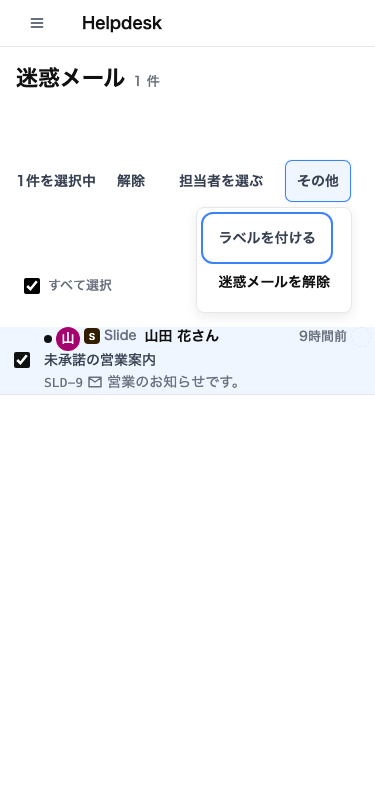 Helpdesk
迷惑メール 1 件
1件を選択中 解除 担当者を選ぶ その他
ラベルを付ける
すべて選択
迷惑メールを解除
山 S Slide 山田 花さん 9時間前
未承諾の営業案内
SLD-9 営業のお知らせです。